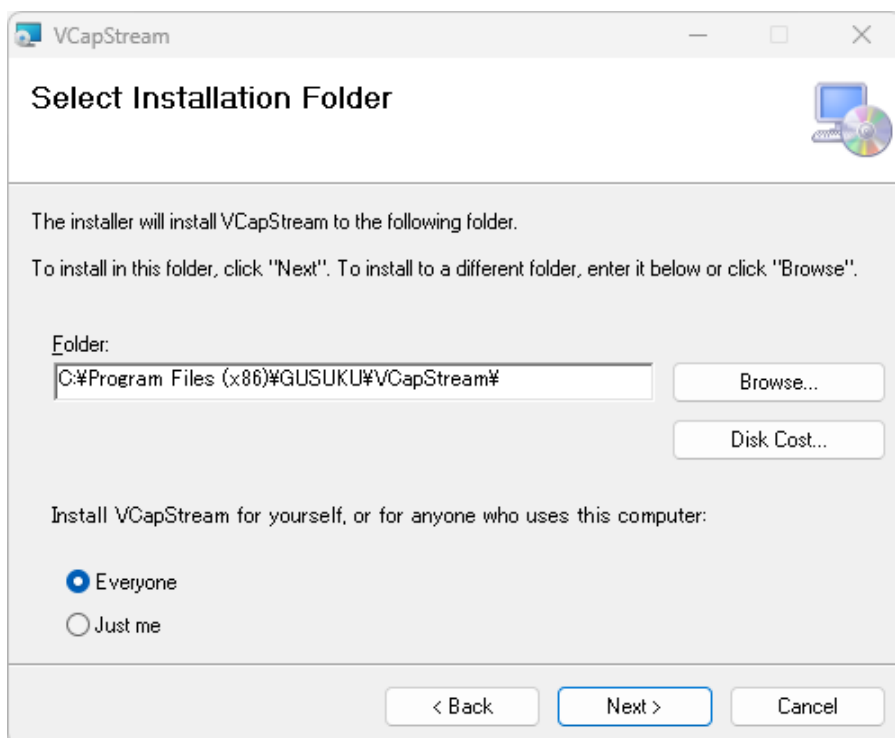 VCapStream
Select Installation Folder
The installer will install VCapStream to the following folder.
To install in this folder, click "Next". To install to a different folder, enter it below or click "Browse".
Folder:
C:¥Program Files (x86)¥GUSUKU¥VCapStream¥
Browse...
Disk Cost...
Install VCapStream for yourself, or for anyone who uses this computer:
Everyone
Just me
< Back
Next >
Cancel